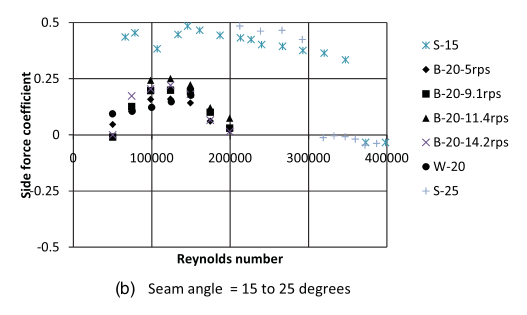 0.5
0.25
0
-0.25
-0.5
Side force coefficient
0 100000 200000 300000 400000
Reynolds number
S-15
B-20-5rps
B-20-9.1rps
B-20-11.4rps
B-20-14.2rps
W-20
S-25
(b) Seam angle = 15 to 25 degrees